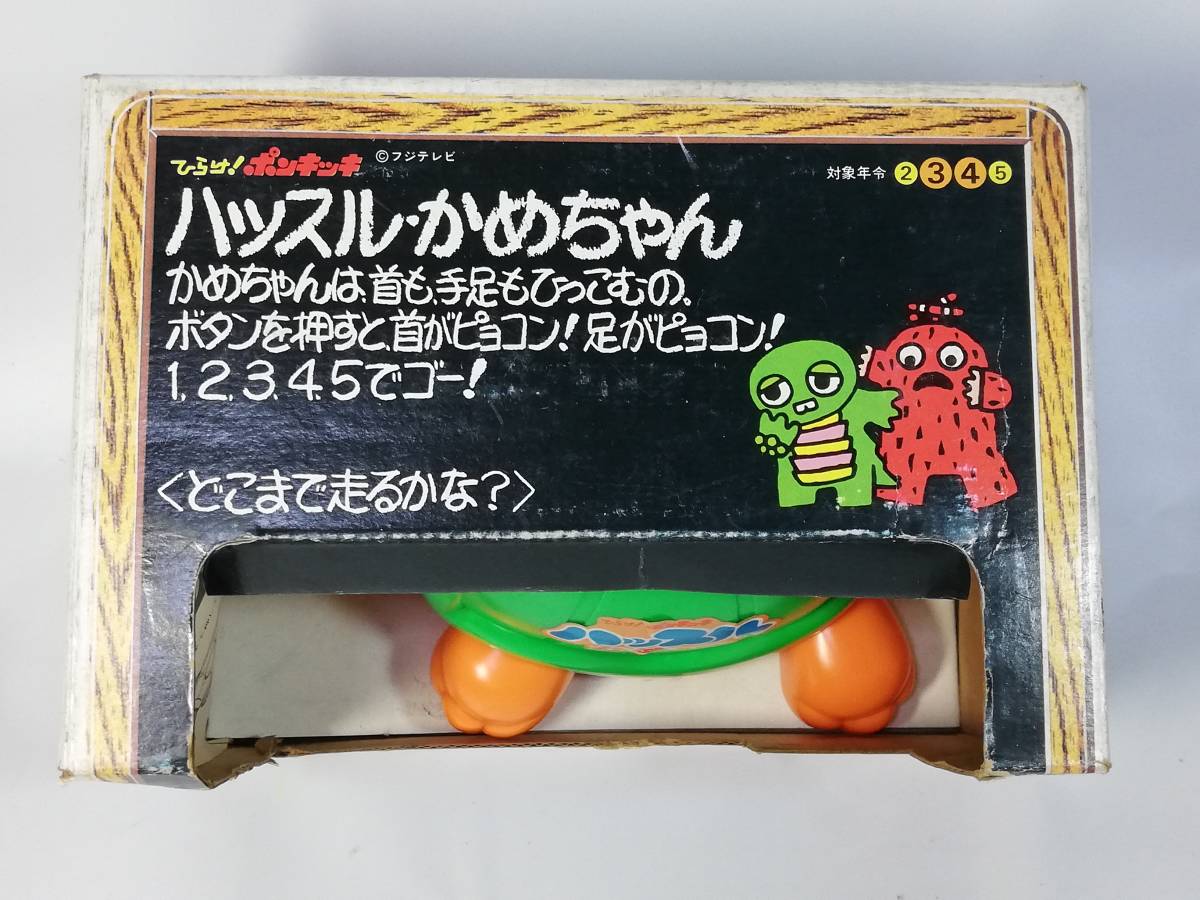 ひらけ!ポンキッキ ©フジテレビ
対象年令 2 3 4 5
ハッスル・かめちゃん
かめちゃんは、首も、手足もひっこむの。
ボタンを押すと、首がピョコン!足がピョコン!
1.2.3.4.5でゴー!
<どこまで走るかな?>
ハッスル